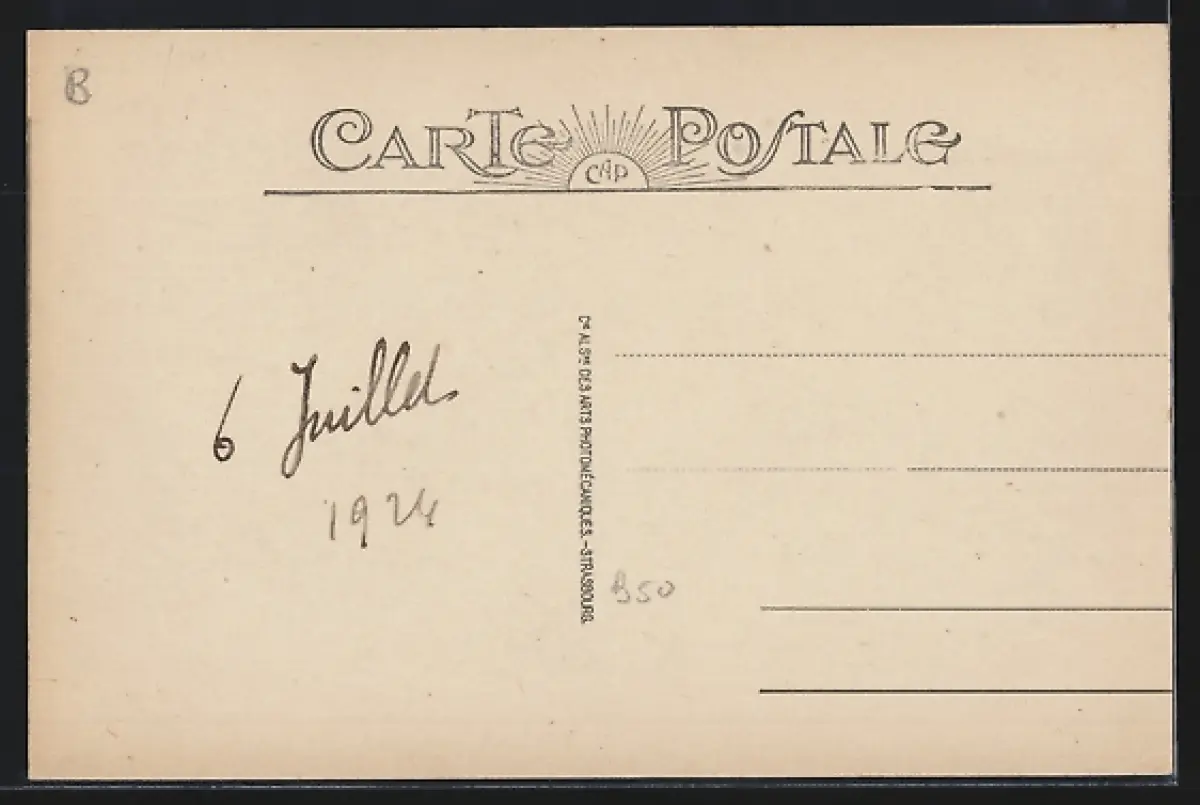 B
CARTE POSTALE
CAP
6 Juillet
1924
Cie ALSne DES ARTS PHOTOMÉCANIQUES.–STRASBOURG.
B50